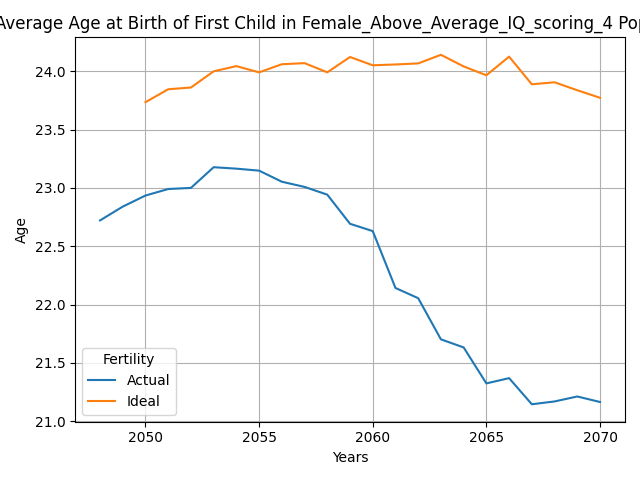 Average Age at Birth of First Child in Female_Above_Average_IQ_scoring_4 Pop
24.0
23.5
23.0
22.5
22.0
21.5
21.0
Age
Fertility
Actual
Ideal
2050 2055 2060 2065 2070
Years